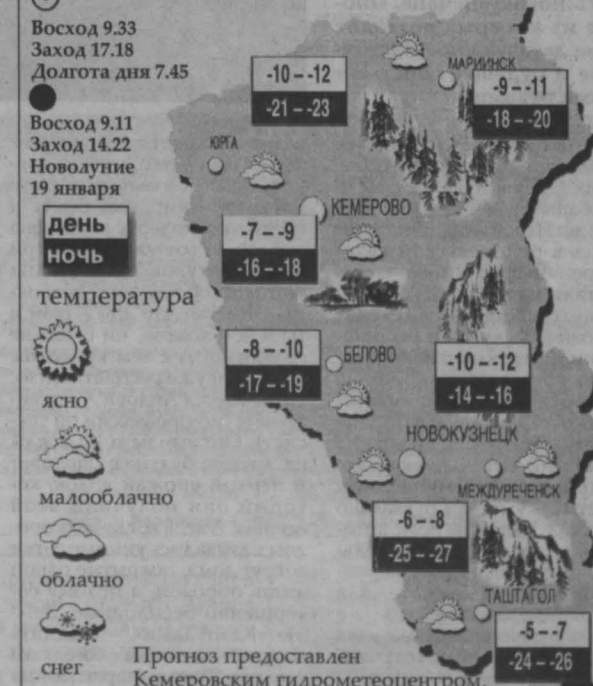 Восход 9.33
Заход 17.18
Долгота дня 7.45
Восход 9.11
Заход 14.22
Новолуние
19 января
день
ночь
температура
ясно
малооблачно
облачно
снег
Прогноз предоставлен
Кемеровским гидрометеоцентром.
МАРИИНСК
-10 – -12
-21 – -23
-9 – -11
-18 – -20
ЮРГА
КЕМЕРОВО
-7 – -9
-16 – -18
-8 – -10
-17 – -19
БЕЛОВО
-10 – -12
-14 – -16
НОВОКУЗНЕЦК
МЕЖДУРЕЧЕНСК
-6 – -8
-25 – -27
ТАШТАГОЛ
-5 – -7
-24 – -26